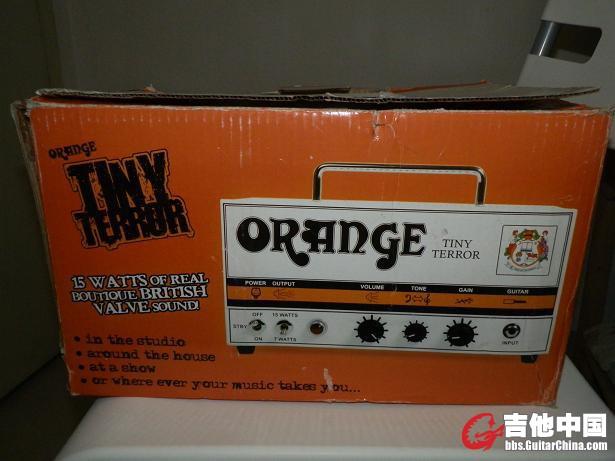 ORANGE
TINY
TERROR
15 WATTS OF REAL
BOUTIQUE BRITISH
VALVE SOUND!
• in the studio
• around the house
• at a show
• or where ever your music takes you...
ORANGE
TINY
TERROR
POWER OUTPUT VOLUME TONE GAIN GUITAR
OFF 15 WATTS
STBY
ON 7 WATTS
INPUT
吉他中国
bbs.GuitarChina.com